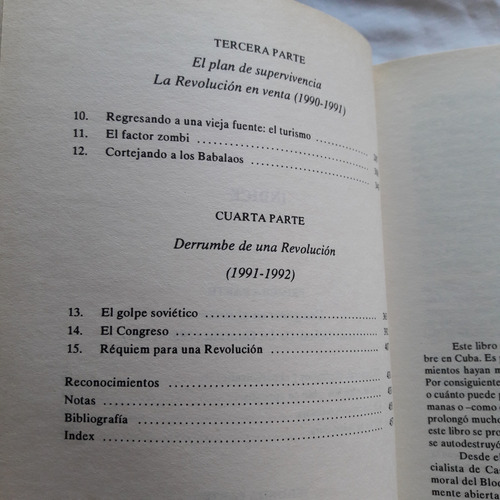 TERCERA PARTE
El plan de supervivencia
La Revolución en venta (1990-1991)
10. Regresando a una vieja fuente: el turismo
11. El factor zombi
12. Cortejando a los Babalaos
CUARTA PARTE
Derrumbe de una Revolución
(1991-1992)
13. El golpe soviético
14. El Congreso
15. Réquiem para una Revolución
Reconocimientos
Notas
Bibliografía
Index
Este libro
bre en Cuba. Es
mientos hayan m
Por consiguiente
o cuánto puede p
manas o –como
prolongó mucho
este libro se pro
se autodestruyó
Desde el
cialista de Ca
moral del Bloq
mente abierta